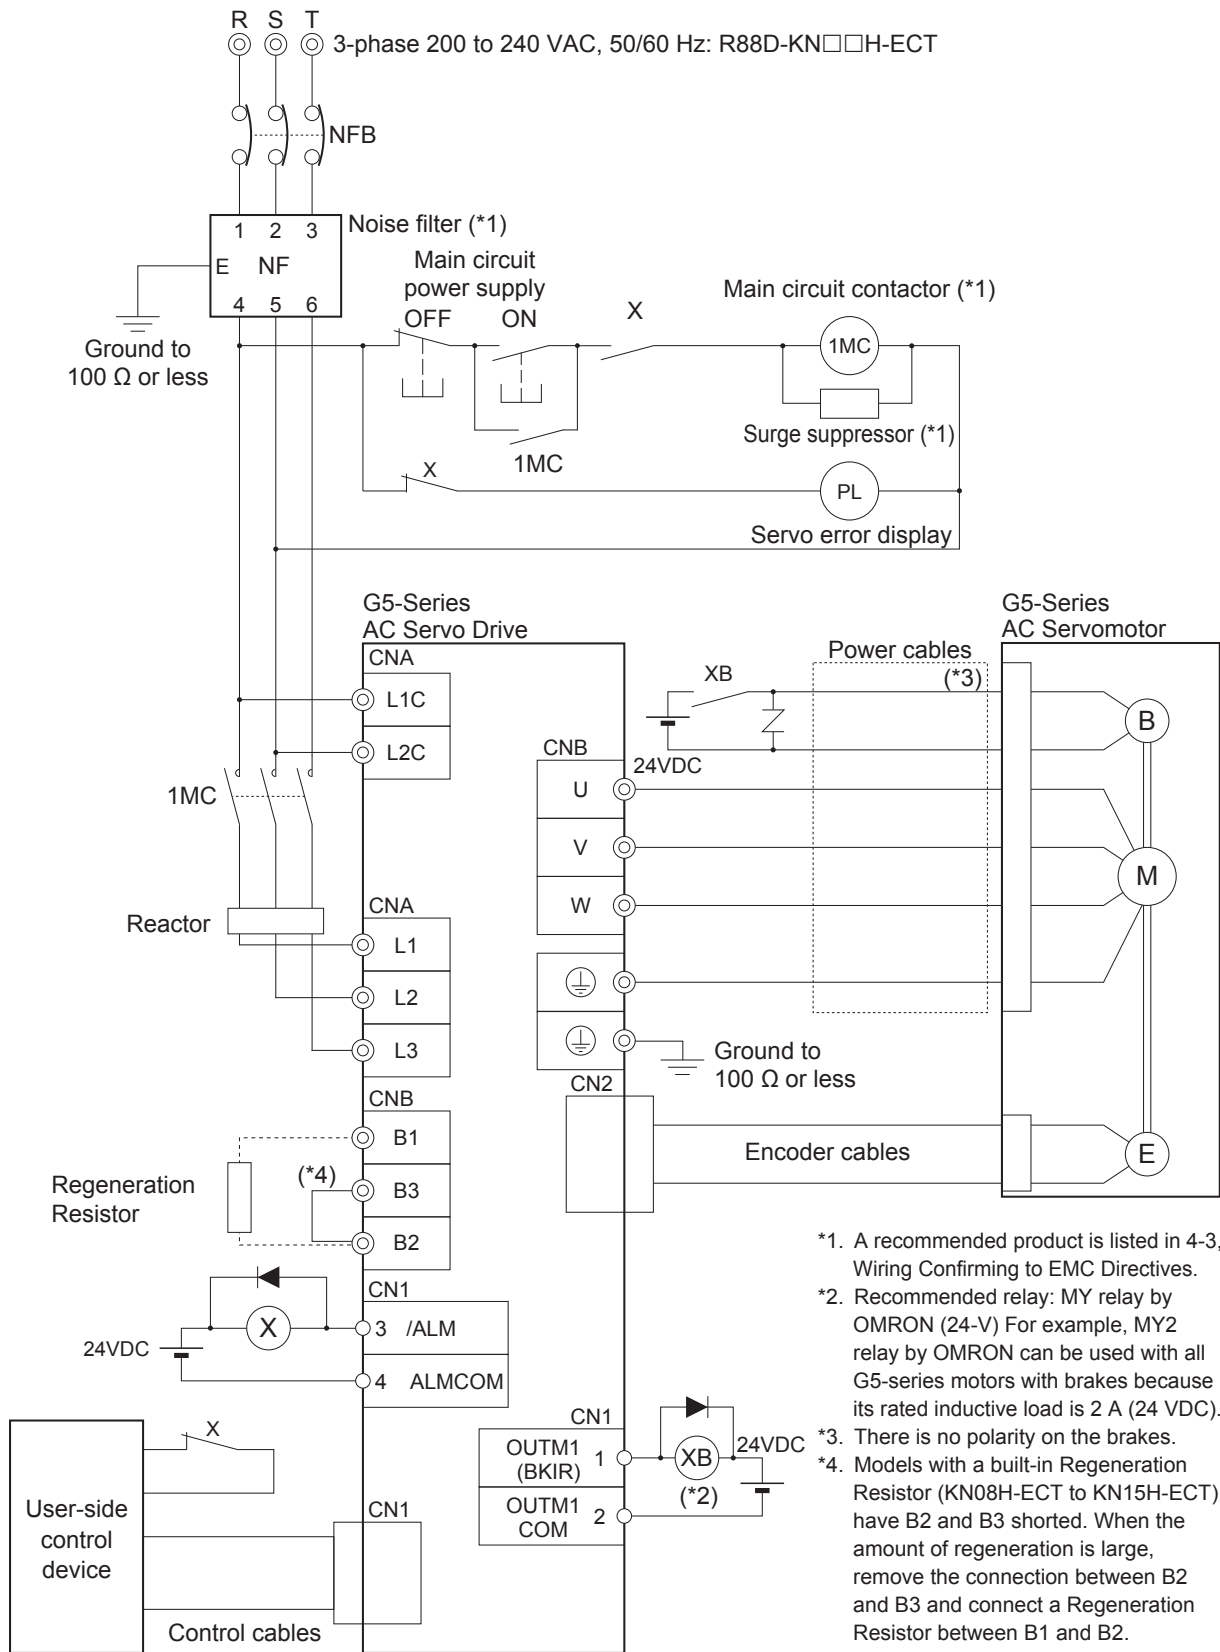 R S T
3-phase 200 to 240 VAC, 50/60 Hz: R88D-KN□□H-ECT
NFB
Noise filter (*1)
1 2 3
E NF
4 5 6
Ground to
100 Ω or less
Main circuit
power supply
OFF ON
X
Main circuit contactor (*1)
1MC
Surge suppressor (*1)
1MC
X
PL
Servo error display
G5-Series
AC Servo Drive
G5-Series
AC Servomotor
CNA
L1C
L2C
1MC
Reactor
CNA
L1
L2
L3
CNB
B1
B3
B2
(*4)
Regeneration
Resistor
CN1
X
3 /ALM
24VDC
4 ALMCOM
X
User-side
control
device
CN1
Control cables
XB
24VDC
Power cables
(*3)
B
CNB
U
V
W
M
Ground to
100 Ω or less
CN2
Encoder cables
E
CN1
OUTM1
(BKIR) 1
OUTM1
COM 2
XB
(*2)
24VDC
*1. A recommended product is listed in 4-3,
Wiring Confirming to EMC Directives.
*2. Recommended relay: MY relay by
OMRON (24-V) For example, MY2
relay by OMRON can be used with all
G5-series motors with brakes because
its rated inductive load is 2 A (24 VDC).
*3. There is no polarity on the brakes.
*4. Models with a built-in Regeneration
Resistor (KN08H-ECT to KN15H-ECT)
have B2 and B3 shorted. When the
amount of regeneration is large,
remove the connection between B2
and B3 and connect a Regeneration
Resistor between B1 and B2.